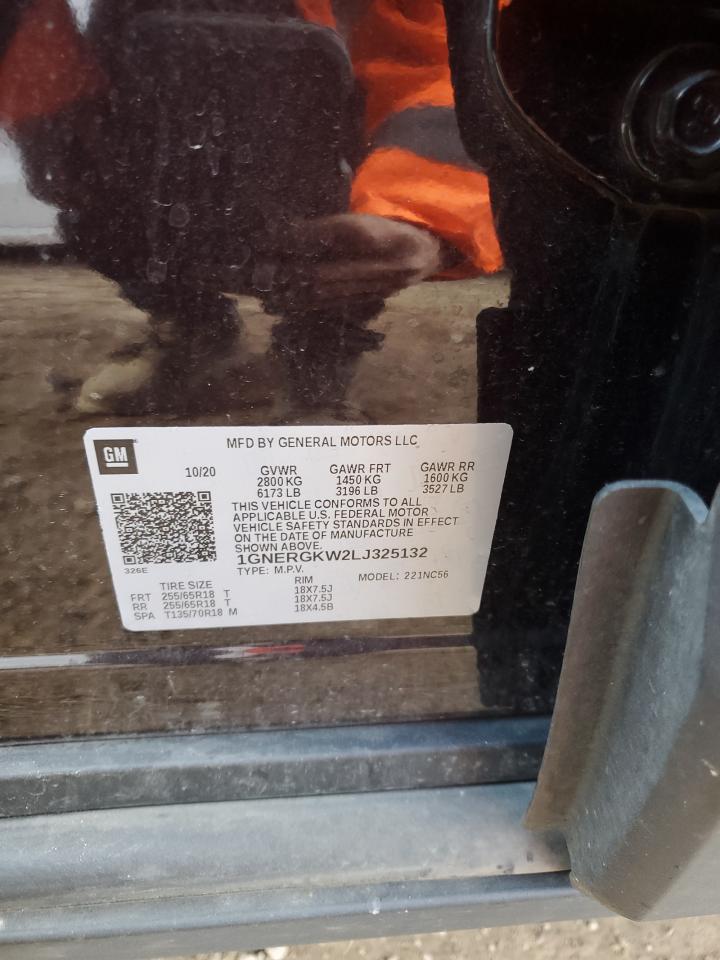 MFD BY GENERAL MOTORS LLC
GM
10/20 GVWR GAWR FRT GAWR RR
2800 KG 1450 KG 1600 KG
6173 LB 3196 LB 3527 LB
THIS VEHICLE CONFORMS TO ALL
APPLICABLE U.S. FEDERAL MOTOR
VEHICLE SAFETY STANDARDS IN EFFECT
ON THE DATE OF MANUFACTURE
SHOWN ABOVE.
1GNERGKW2LJ325132
326E
TYPE: M.P.V. MODEL: 221NC56
TIRE SIZE RIM
FRT 255/65R18 T 18X7.5J
RR 255/65R18 T 18X7.5J
SPA T135/70R18 M 18X4.5B